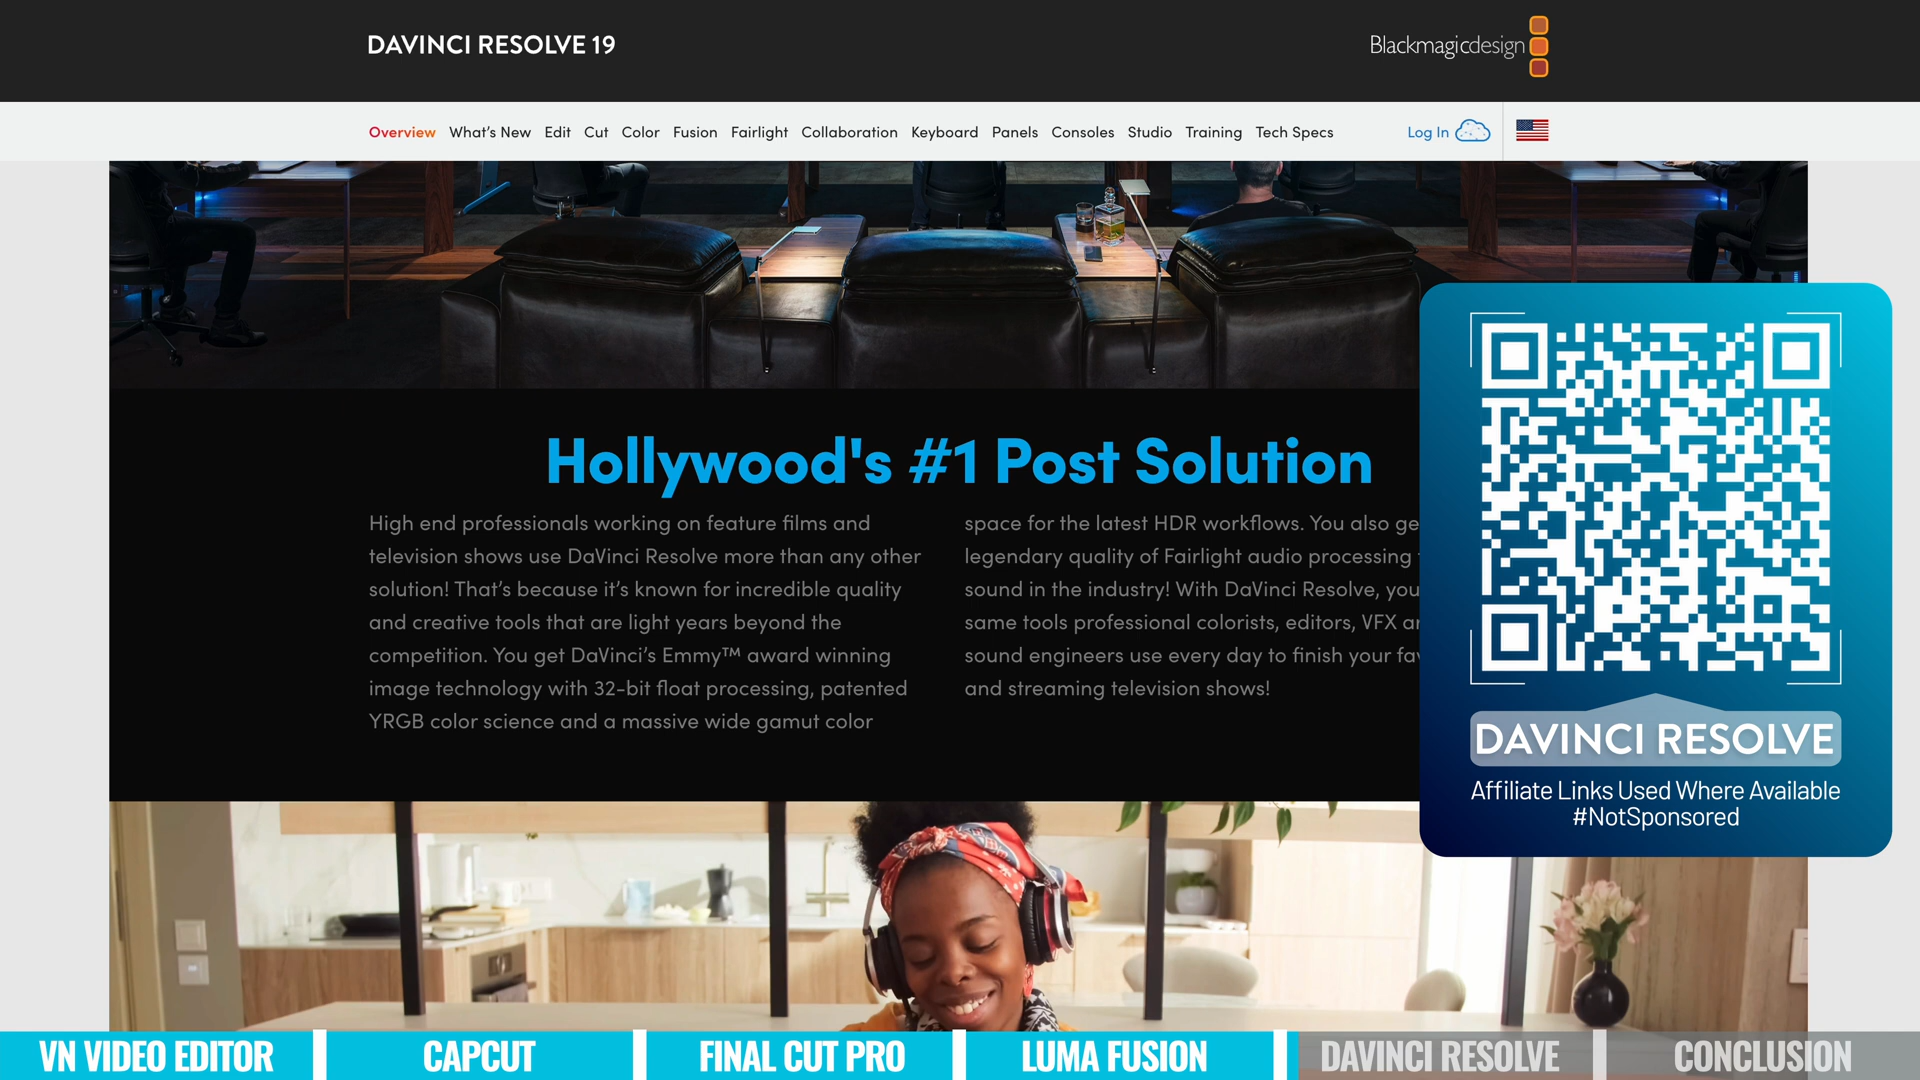 DAVINCI RESOLVE 19
Blackmagicdesign
Overview What's New Edit Cut Color Fusion Fairlight Collaboration Keyboard Panels Consoles Studio Training Tech Specs Log In
Hollywood's #1 Post Solution
High end professionals working on feature films and
television shows use DaVinci Resolve more than any other
solution! That's because it's known for incredible quality
and creative tools that are light years beyond the
competition. You get DaVinci's Emmy™ award winning
image technology with 32-bit float processing, patented
YRGB color science and a massive wide gamut color
space for the latest HDR workflows. You also ge
legendary quality of Fairlight audio processing
sound in the industry! With DaVinci Resolve, you
same tools professional colorists, editors, VFX ar
sound engineers use every day to finish your fav
and streaming television shows!
DAVINCI RESOLVE
Affiliate Links Used Where Available
#NotSponsored
VN VIDEO EDITOR CAPCUT FINAL CUT PRO LUMA FUSION DAVINCI RESOLVE CONCLUSION